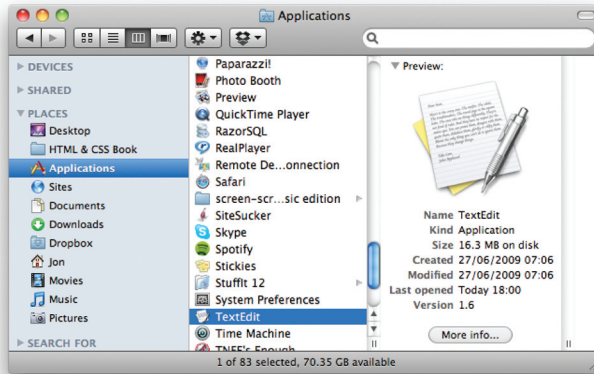 Applications
DEVICES
SHARED
PLACES
Desktop
HTML & CSS Book
Applications
Sites
Documents
Downloads
Dropbox
Jon
Movies
Music
Pictures
SEARCH FOR
Paparazzi!
Photo Booth
Preview
QuickTime Player
RazorSQL
RealPlayer
Remote De...onnection
Safari
screen-scr...sic edition
SiteSucker
Skype
Spotify
Stickies
StuffIt 12
System Preferences
TextEdit
Time Machine
TNEF's Enough
Preview:
Name TextEdit
Kind Application
Size 16.3 MB on disk
Created 27/06/2009 07:06
Modified 27/06/2009 07:06
Last opened Today 18:00
Version 1.6
More info...
1 of 83 selected, 70.35 GB available